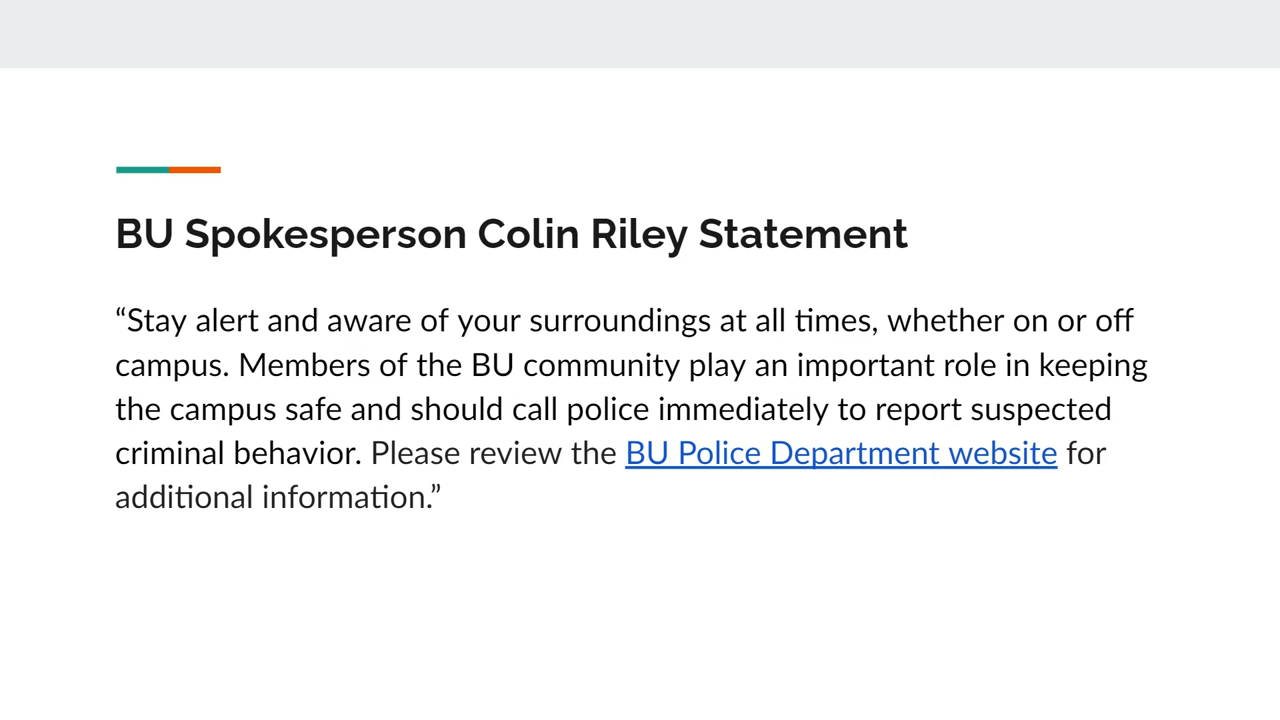 BU Spokesperson Colin Riley Statement
“Stay alert and aware of your surroundings at all times, whether on or off
campus. Members of the BU community play an important role in keeping
the campus safe and should call police immediately to report suspected
criminal behavior. Please review the BU Police Department website for
additional information.”